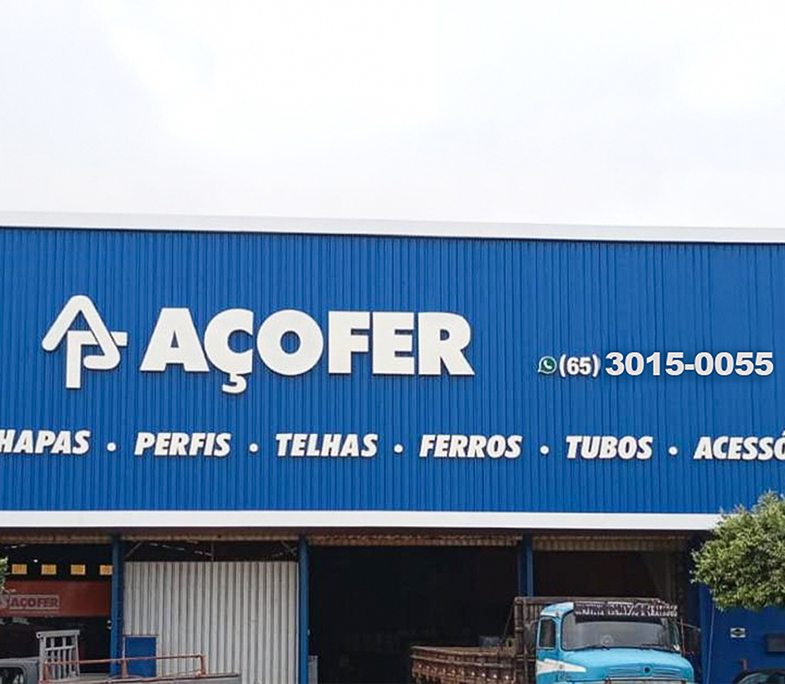 AÇOFER
(65) 3015-0055
HAPAS • PERFIS • TELHAS • FERROS • TUBOS • ACESSÓ
AÇOFER